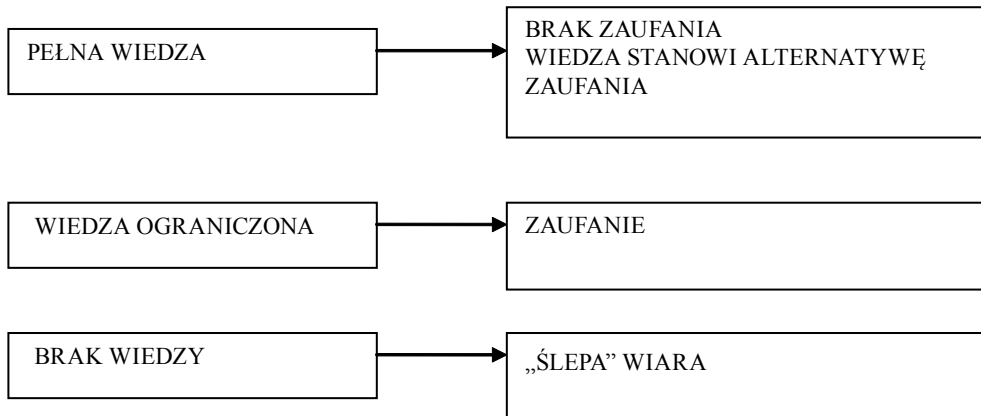 PEŁNA WIEDZA
BRAK ZAUFANIA
WIEDZA STANOWI ALTERNATYWĘ
ZAUFANIA
WIEDZA OGRANICZONA
ZAUFANIE
BRAK WIEDZY
„ŚLEPA” WIARA